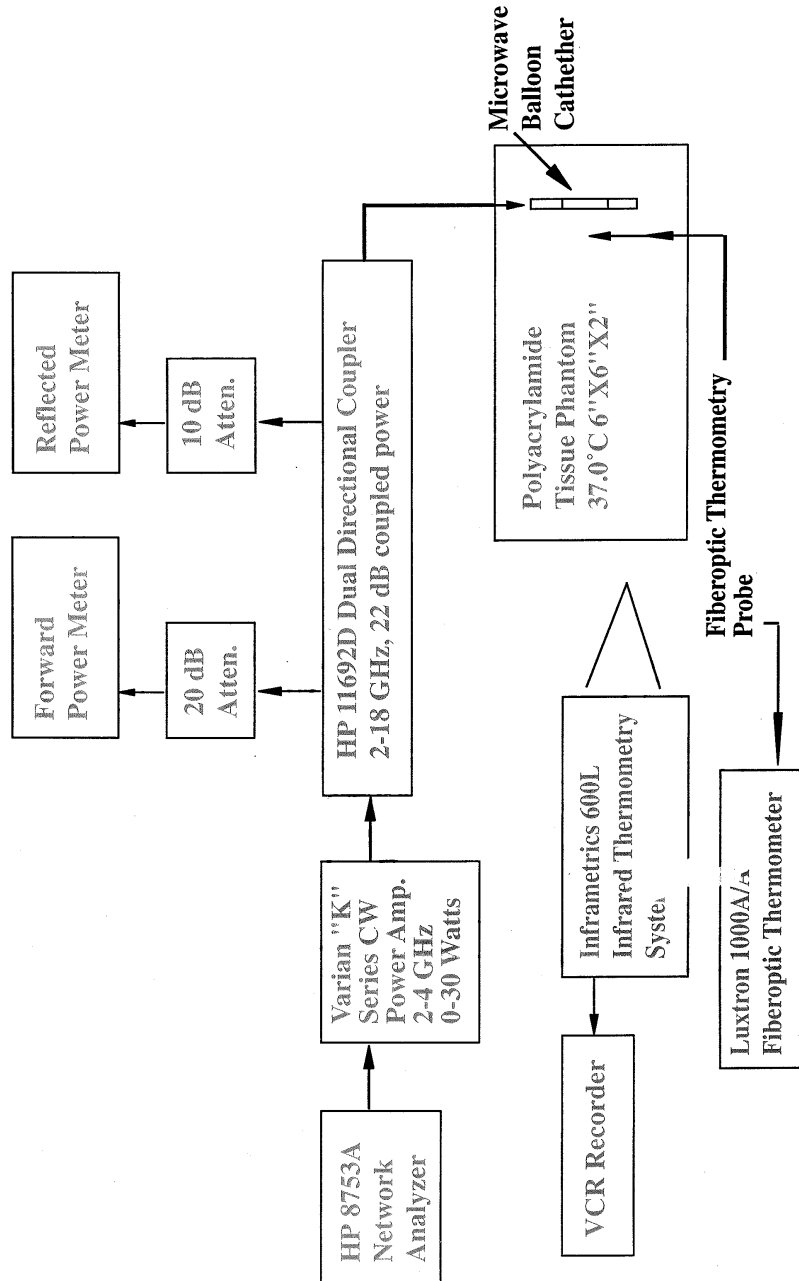 Forward
Power Meter
Reflected
Power Meter
20 dB
Atten.
10 dB
Atten.
HP 8753A
Network
Analyzer
Varian "K"
Series CW
Power Amp.
2-4 GHz
0-30 Watts
HP 11692D Dual Directional Coupler
2-18 GHz, 22 dB coupled power
Microwave
Balloon
Cathether
Polyacrylamide
Tissue Phantom
37.0°C 6"X6"X2"
VCR Recorder
Inframetrics 600L
Infrared Thermometry
Fiberoptic Thermometry
Probe
Luxtron 1000A/A
Fiberoptic Thermometer